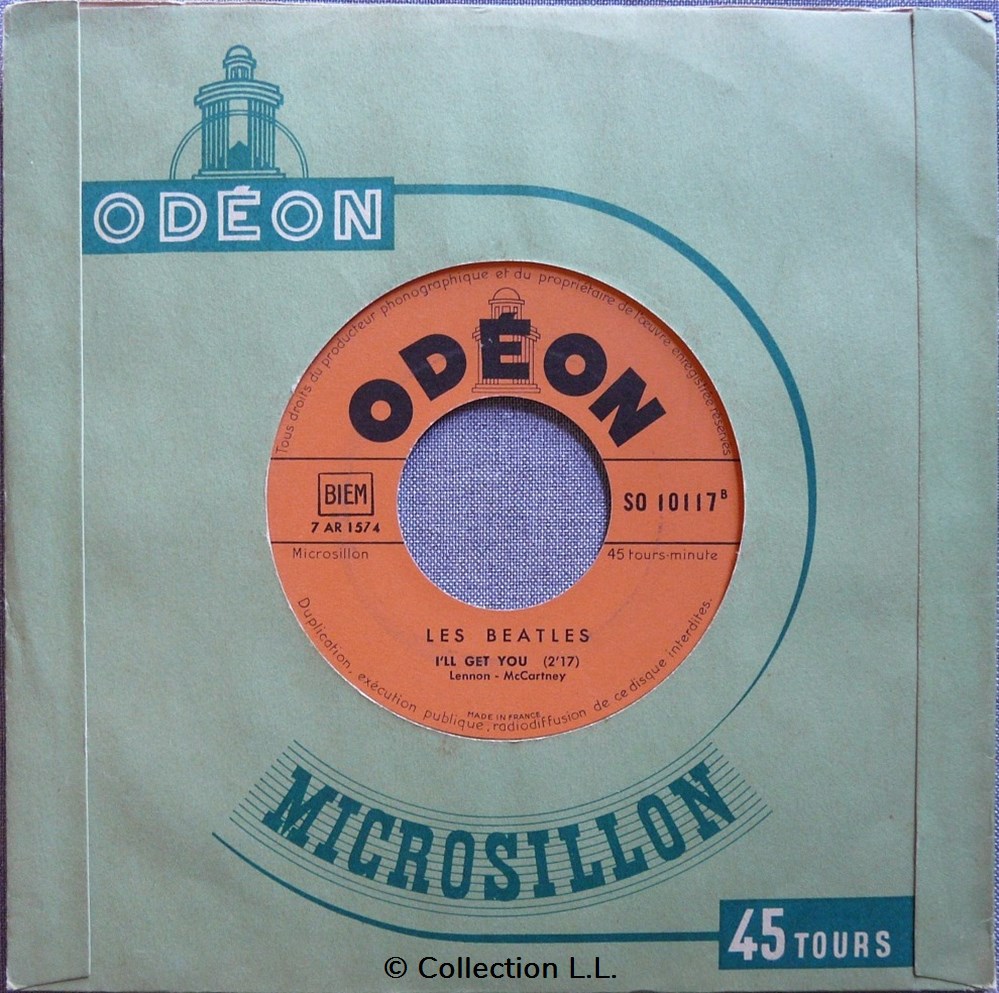 ODÉON
Tous droits du producteur phonographique et du propriétaire de l'œuvre enregistrée réservés
ODÉON
BIEM
7 AR 1574
SO 10117 B
Microsillon
45 tours-minute
LES BEATLES
I'LL GET YOU (2'17)
Lennon - McCartney
MADE IN FRANCE
Duplication, exécution publique, radiodiffusion de ce disque interdites.
MICROSILLON
45 TOURS
© Collection L.L.